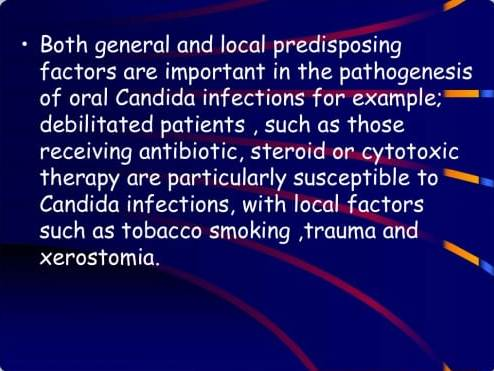 • Both general and local predisposing
factors are important in the pathogenesis
of oral Candida infections for example;
debilitated patients , such as those
receiving antibiotic, steroid or cytotoxic
therapy are particularly susceptible to
Candida infections, with local factors
such as tobacco smoking ,trauma and
xerostomia.